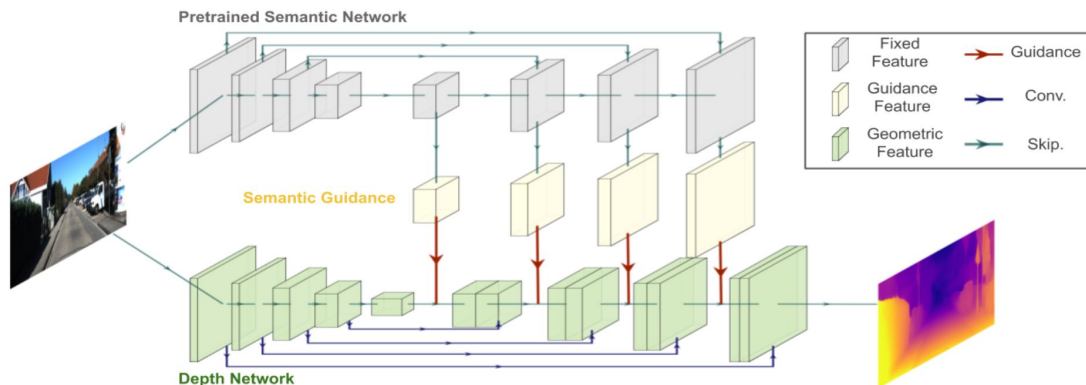 Pretrained Semantic Network
Fixed
Feature
Guidance
Guidance
Feature
Conv.
Geometric
Feature
Skip.
Semantic Guidance
Depth Network